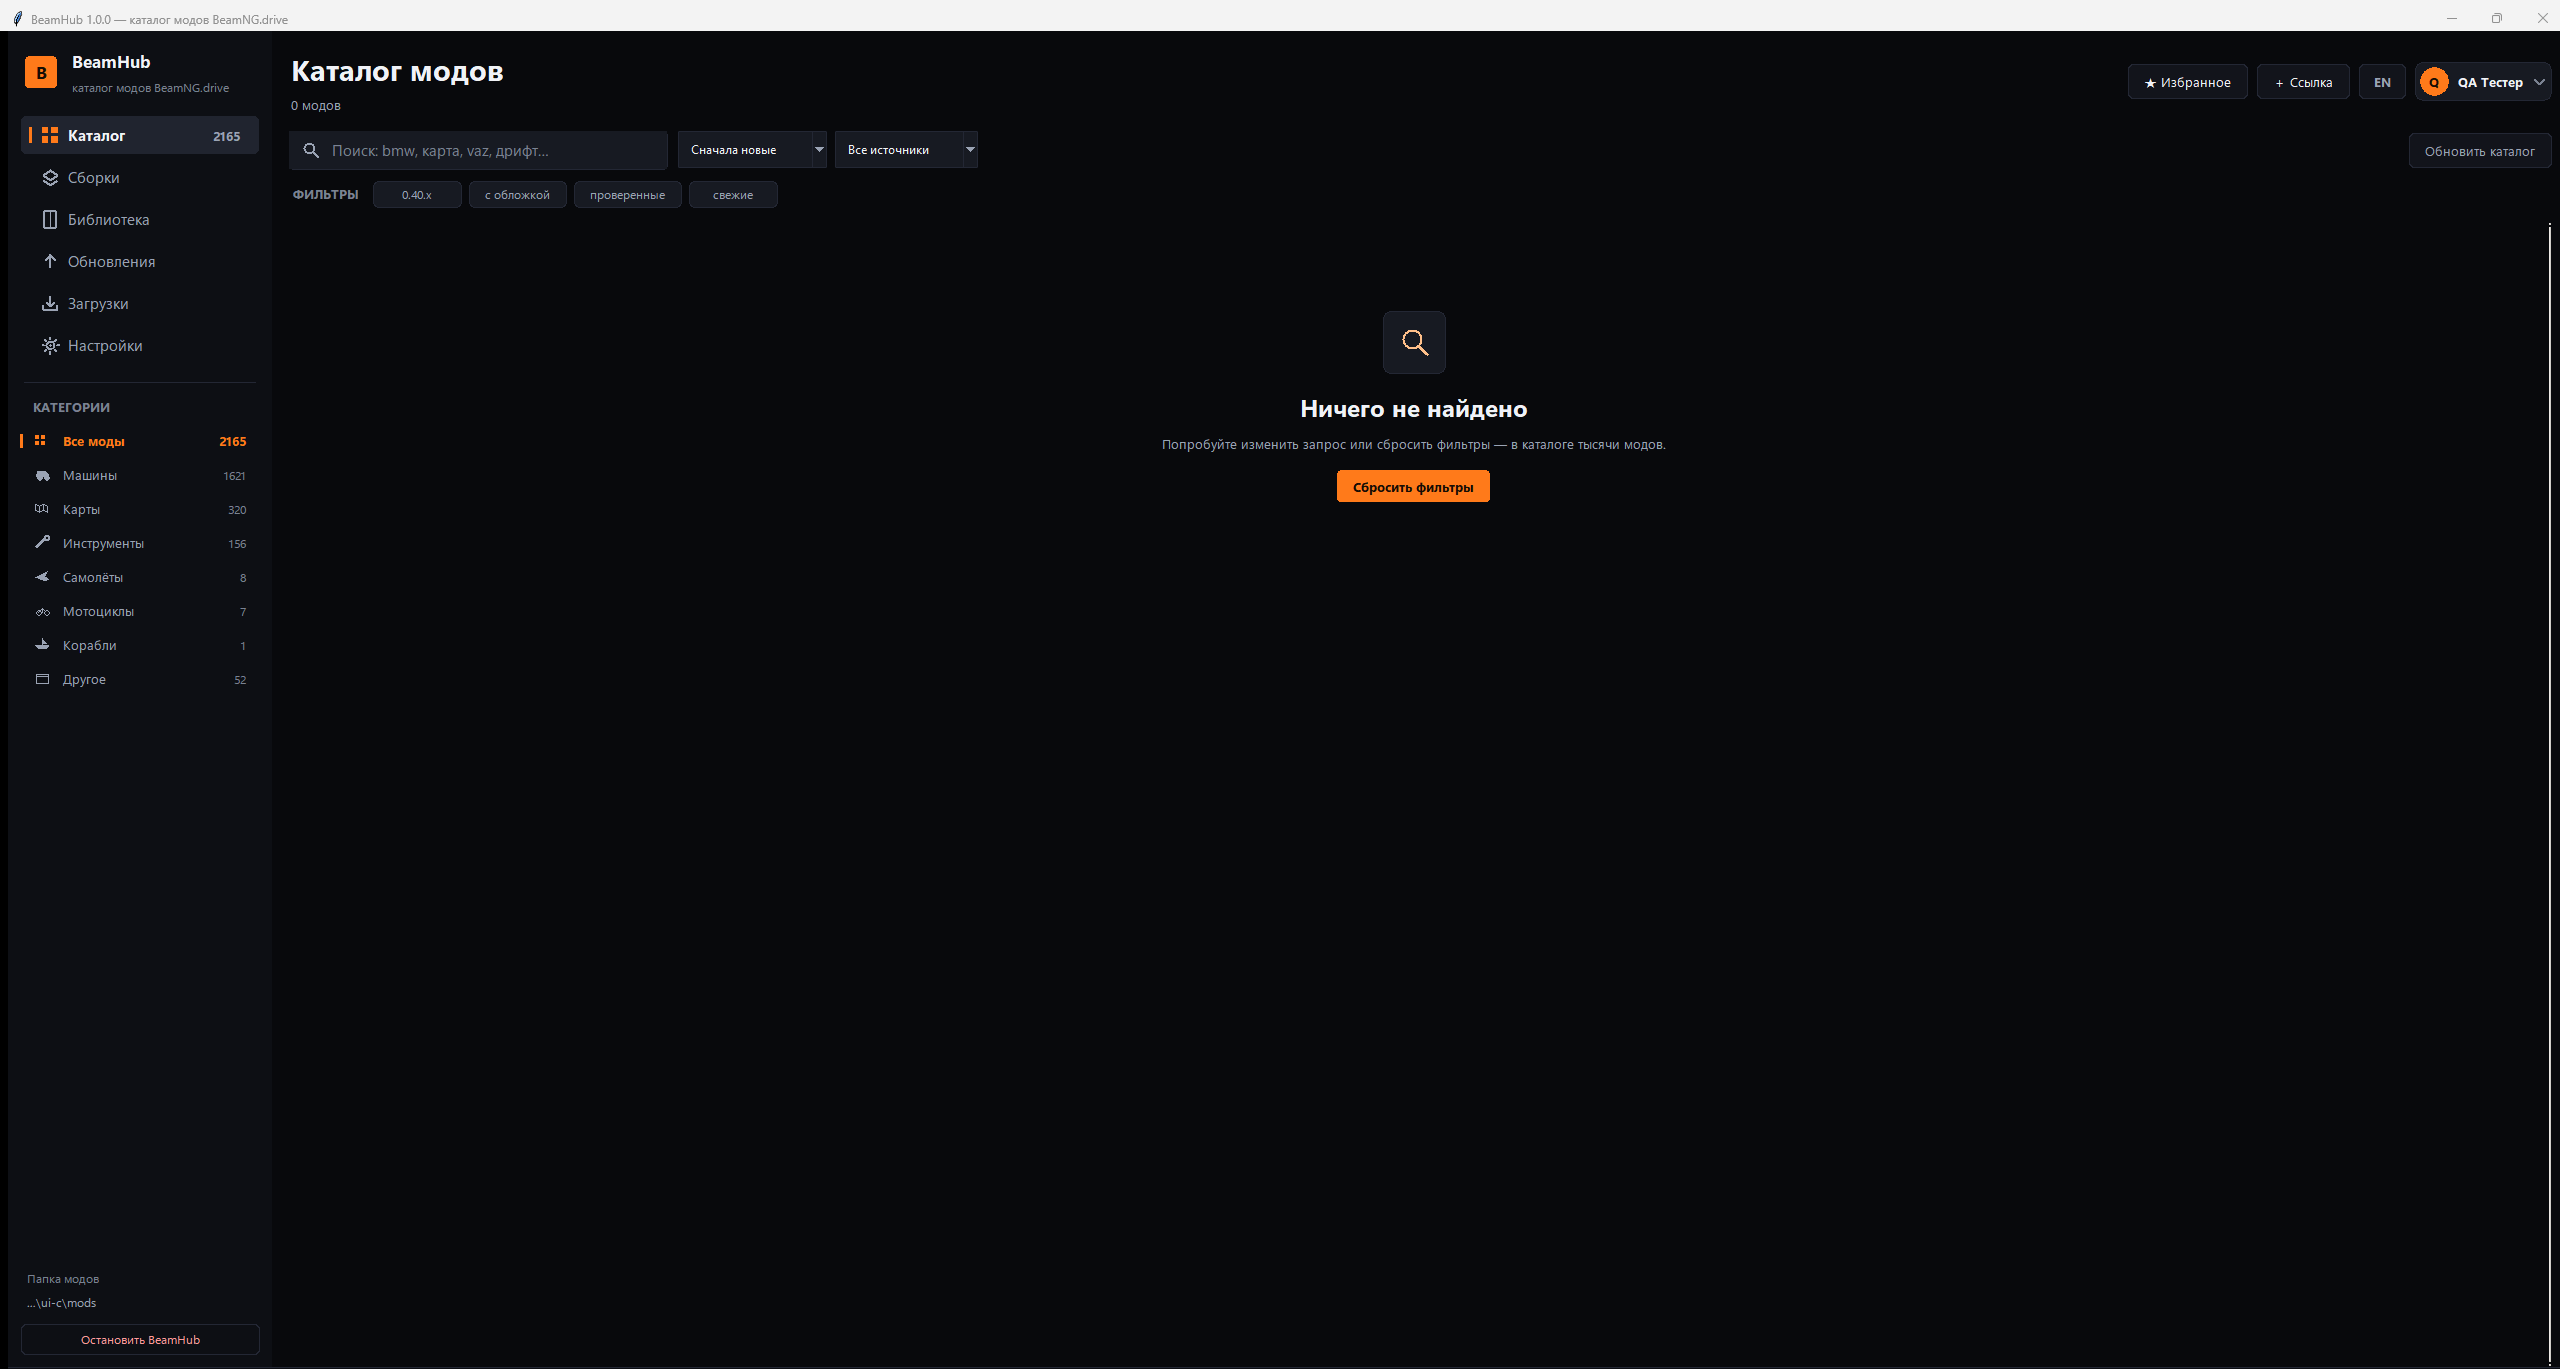 BeamHub 1.0.0 — каталог модов BeamNG.drive
B
BeamHub
каталог модов BeamNG.drive
Каталог 2165
Сборки
Библиотека
Обновления
Загрузки
Настройки
КАТЕГОРИИ
Все моды 2165
Машины 1621
Карты 320
Инструменты 156
Самолёты 8
Мотоциклы 7
Корабли 1
Другое 52
Папка модов
...\ui-c\mods
Остановить BeamHub
Каталог модов
0 модов
★ Избранное
+ Ссылка
EN
Q QA Тестер
Поиск: bmw, карта, vaz, дрифт...
Сначала новые
Все источники
Обновить каталог
ФИЛЬТРЫ 0.40.x с обложкой проверенные свежие
Ничего не найдено
Попробуйте изменить запрос или сбросить фильтры — в каталоге тысячи модов.
Сбросить фильтры